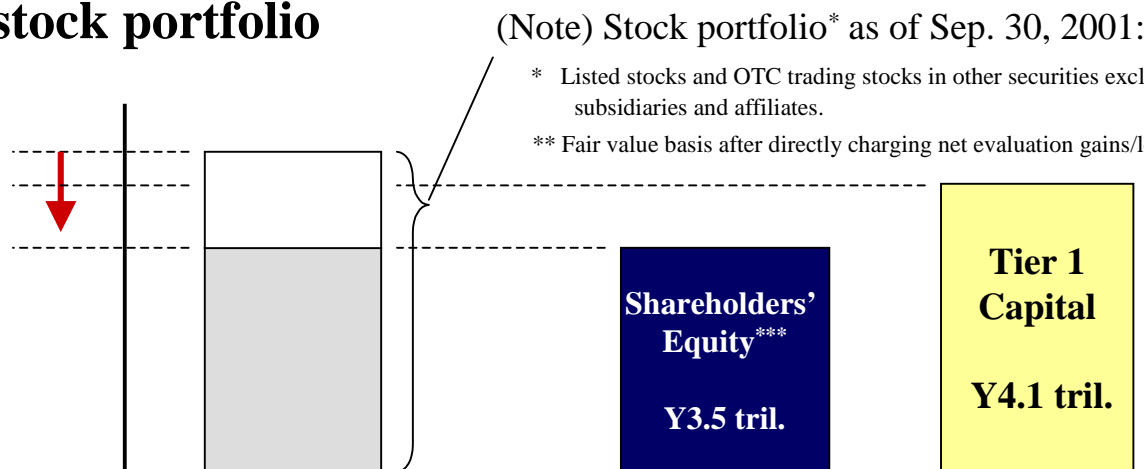 stock portfolio
(Note) Stock portfolio* as of Sep. 30, 2001:
* Listed stocks and OTC trading stocks in other securities
subsidiaries and affiliates.
** Fair value basis after directly charging net evaluation
Shareholders’
Equity***
Y3.5 tril.
Tier 1
Capital
Y4.1 tril.